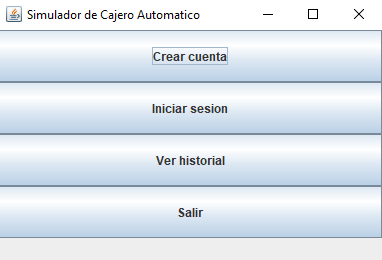 Simulador de Cajero Automatico
Crear cuenta
Iniciar sesion
Ver historial
Salir